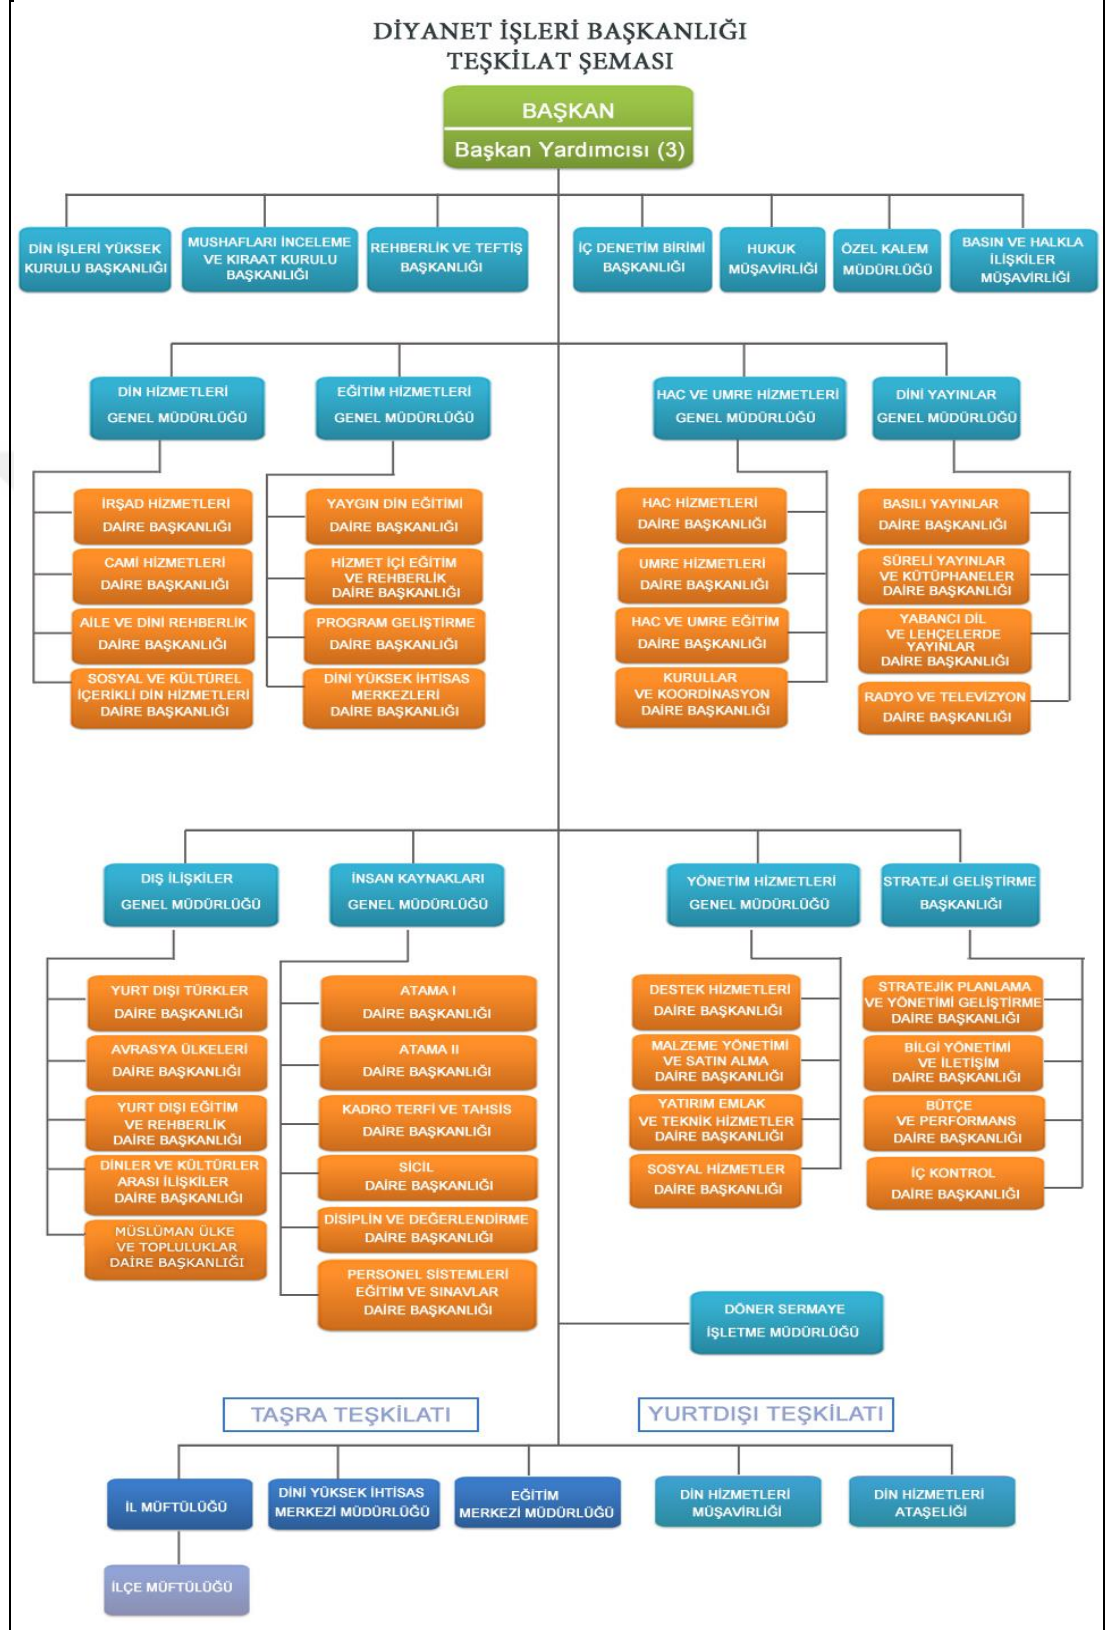 DİYANET İŞLERİ BAŞKANLIĞI
TEŞKİLAT ŞEMASI
BAŞKAN
Başkan Yardımcısı (3)
DİN İŞLERİ YÜKSEK
KURULU BAŞKANLIĞI
MUSHAFLARI İNCELEME
VE KIRAAT KURULU
BAŞKANLIĞI
REHBERLİK VE TEFTİŞ
BAŞKANLIĞI
İÇ DENETİM BİRİMİ
BAŞKANLIĞI
HUKUK
MÜŞAVİRLİĞİ
ÖZEL KALEM
MÜDÜRLÜĞÜ
BASIN VE HALKLA
İLİŞKİLER
MÜŞAVİRLİĞİ
DİN HİZMETLERİ
GENEL MÜDÜRLÜĞÜ
EĞİTİM HİZMETLERİ
GENEL MÜDÜRLÜĞÜ
HAC VE UMRE HİZMETLERİ
GENEL MÜDÜRLÜĞÜ
DİNİ YAYINLAR
GENEL MÜDÜRLÜĞÜ
İRŞAD HİZMETLERİ
DAİRE BAŞKANLIĞI
CAMİ HİZMETLERİ
DAİRE BAŞKANLIĞI
AİLE VE DİNİ REHBERLİK
DAİRE BAŞKANLIĞI
SOSYAL VE KÜLTÜREL
İÇERİKLİ DİN HİZMETLERİ
DAİRE BAŞKANLIĞI
YAYGIN DİN EĞİTİMİ
DAİRE BAŞKANLIĞI
HİZMET İÇİ EĞİTİM
VE REHBERLİK
DAİRE BAŞKANLIĞI
PROGRAM GELİŞTİRME
DAİRE BAŞKANLIĞI
DİNİ YÜKSEK İHTİSAS
MERKEZLERİ
DAİRE BAŞKANLIĞI
HAC HİZMETLERİ
DAİRE BAŞKANLIĞI
UMRE HİZMETLERİ
DAİRE BAŞKANLIĞI
HAC VE UMRE EĞİTİM
DAİRE BAŞKANLIĞI
KURULLAR
VE KOORDİNASYON
DAİRE BAŞKANLIĞI
BASILI YAYINLAR
DAİRE BAŞKANLIĞI
SÜRELİ YAYINLAR
VE KÜTÜPHANELER
DAİRE BAŞKANLIĞI
YABANCI DİL
VE LEHÇELERDE
YAYINLAR
DAİRE BAŞKANLIĞI
RADYO VE TELEVİZYON
DAİRE BAŞKANLIĞI
DIŞ İLİŞKİLER
GENEL MÜDÜRLÜĞÜ
İNSAN KAYNAKLARI
GENEL MÜDÜRLÜĞÜ
YÖNETİM HİZMETLERİ
GENEL MÜDÜRLÜĞÜ
STRATEJİ GELİŞTİRME
BAŞKANLIĞI
YURT DIŞI TÜRKLER
DAİRE BAŞKANLIĞI
AVRASYA ÜLKELERİ
DAİRE BAŞKANLIĞI
YURT DIŞI EĞİTİM
VE REHBERLİK
DAİRE BAŞKANLIĞI
DİNLER VE KÜLTÜRLER
ARASI İLİŞKİLER
DAİRE BAŞKANLIĞI
MÜSLÜMAN ÜLKE
VE TOPLULUKLAR
DAİRE BAŞKANLIĞI
ATAMA I
DAİRE BAŞKANLIĞI
ATAMA II
DAİRE BAŞKANLIĞI
KADRO TERFİ VE TAHSİS
DAİRE BAŞKANLIĞI
SİCİL
DAİRE BAŞKANLIĞI
DİSİPLİN VE DEĞERLENDİRME
DAİRE BAŞKANLIĞI
PERSONEL SİSTEMLERİ
EĞİTİM VE SINAVLAR
DAİRE BAŞKANLIĞI
DESTEK HİZMETLERİ
DAİRE BAŞKANLIĞI
MALZEME YÖNETİMİ
VE SATIN ALMA
DAİRE BAŞKANLIĞI
YATIRIM EMLAK
VE TEKNİK HİZMETLER
DAİRE BAŞKANLIĞI
SOSYAL HİZMETLER
DAİRE BAŞKANLIĞI
STRATEJİK PLANLAMA
VE YÖNETİMİ GELİŞTİRME
DAİRE BAŞKANLIĞI
BİLGİ YÖNETİMİ
VE İLETİŞİM
DAİRE BAŞKANLIĞI
BÜTÇE
VE PERFORMANS
DAİRE BAŞKANLIĞI
İÇ KONTROL
DAİRE BAŞKANLIĞI
DÖNER SERMAYE
İŞLETME MÜDÜRLÜĞÜ
TAŞRA TEŞKİLATI
YURTDIŞI TEŞKİLATI
İL MÜFTÜLÜĞÜ
DİNİ YÜKSEK İHTİSAS
MERKEZİ MÜDÜRLÜĞÜ
EĞİTİM
MERKEZİ MÜDÜRLÜĞÜ
DİN HİZMETLERİ
MÜŞAVİRLİĞİ
DİN HİZMETLERİ
ATAŞELİĞİ
İLÇE MÜFTÜLÜĞÜ